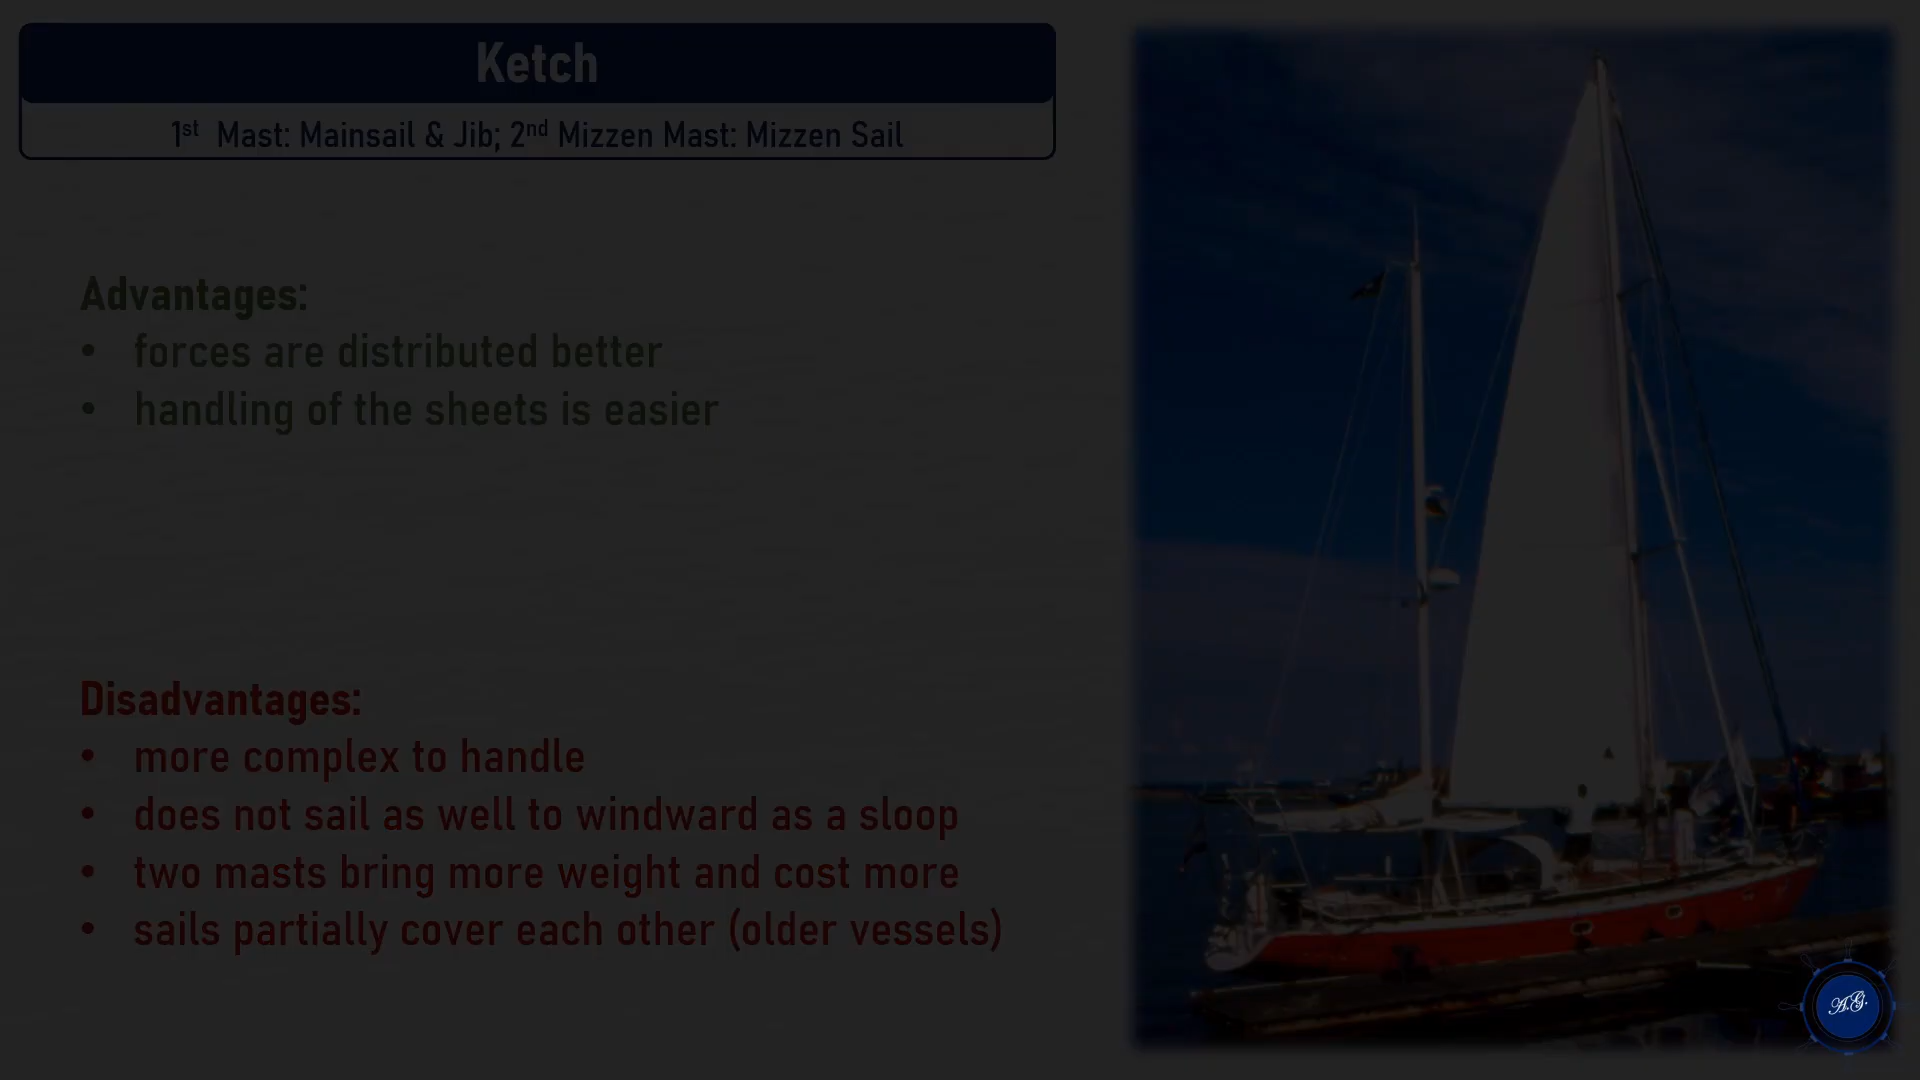 Ketch
1st Mast: Mainsail & Jib; 2nd Mizzen Mast: Mizzen Sail
Advantages:
• forces are distributed better
• handling of the sheets is easier
Disadvantages:
• more complex to handle
• does not sail as well to windward as a sloop
• two masts bring more weight and cost more
• sails partially cover each other (older vessels)
A.G.